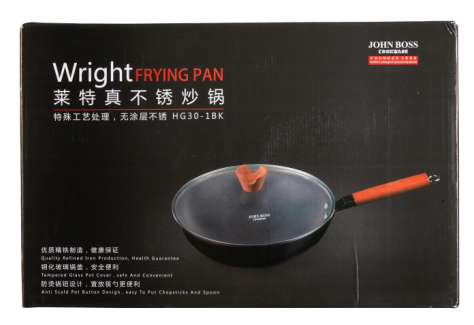 JOHN BOSS
COOKWARE
Wright FRYING PAN
莱特真不锈炒锅
特殊工艺处理，无涂层不锈 HG30-1BK
JOHN BOSS
COOKWARE
优质精铁制造，健康保证
Quality Refined Iron Production, Health Guarantee
钢化玻璃锅盖，安全便利
Tempered Glass Pot Cover , safe And Convenient
防烫锅钮设计，置放筷勺更便利
Anti Scald Pot Button Design , easy To Put Chopsticks And Spoon